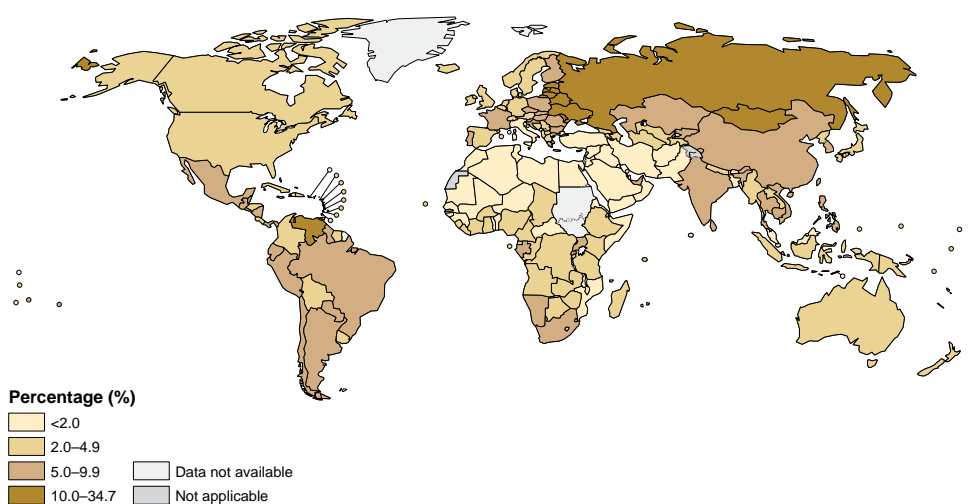 Percentage (%)
<2.0
2.0–4.9
5.0–9.9
10.0–34.7
Data not available
Not applicable